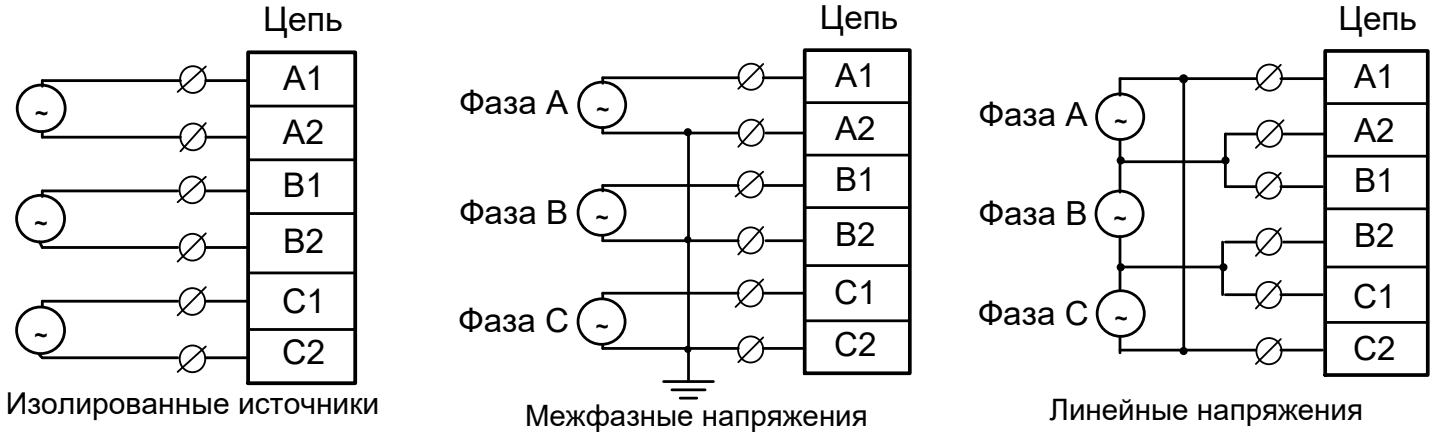 Цепь
A1
A2
B1
B2
C1
C2
Изолированные источники
Цепь
Фаза A
Фаза B
Фаза C
~
~
~
A1
A2
B1
B2
C1
C2
Межфазные напряжения
Цепь
Фаза A
Фаза B
Фаза C
~
~
~
A1
A2
B1
B2
C1
C2
Линейные напряжения
~
~
~